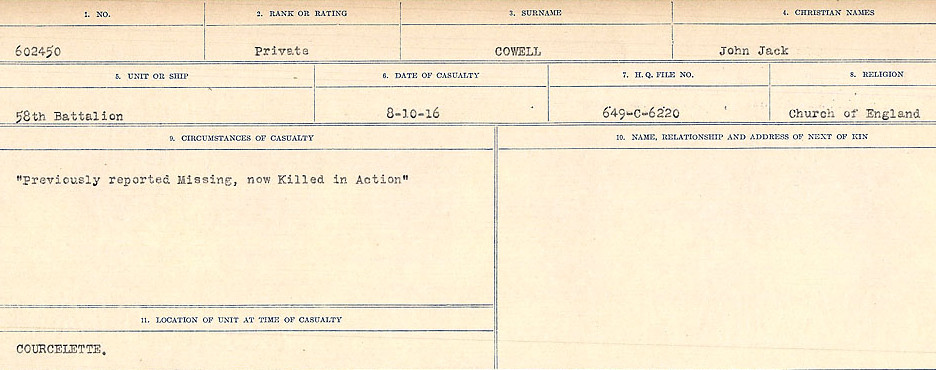 1. NO.
2. RANK OR RATING
3. SURNAME
4. CHRISTIAN NAMES
602450
Private
COWELL
John Jack
5. UNIT OR SHIP
6. DATE OF CASUALTY
7. H. Q. FILE NO.
8. RELIGION
58th Battalion
8-10-16
649-C-6220
Church of England
9. CIRCUMSTANCES OF CASUALTY
10. NAME, RELATIONSHIP AND ADDRESS OF NEXT OF KIN
"Previously reported Missing, now Killed in Action"
11. LOCATION OF UNIT AT TIME OF CASUALTY
COURCELETTE.